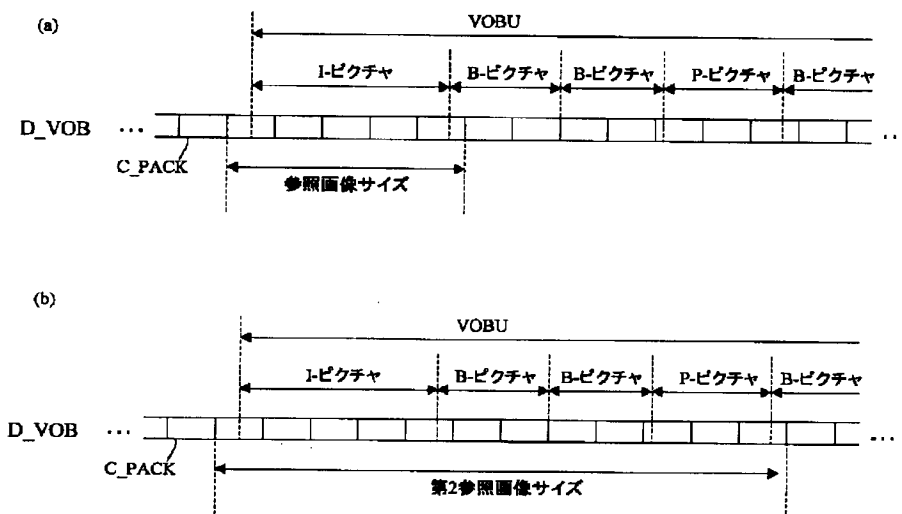 (a)
VOBU
I-ピクチャ B-ピクチャ B-ピクチャ P-ピクチャ B-ピクチャ
D_VOB ... ..
C_PACK
参照画像サイズ
(b)
VOBU
I-ピクチャ B-ピクチャ B-ピクチャ P-ピクチャ B-ピクチャ
D_VOB ... ...
C_PACK
第2参照画像サイズ